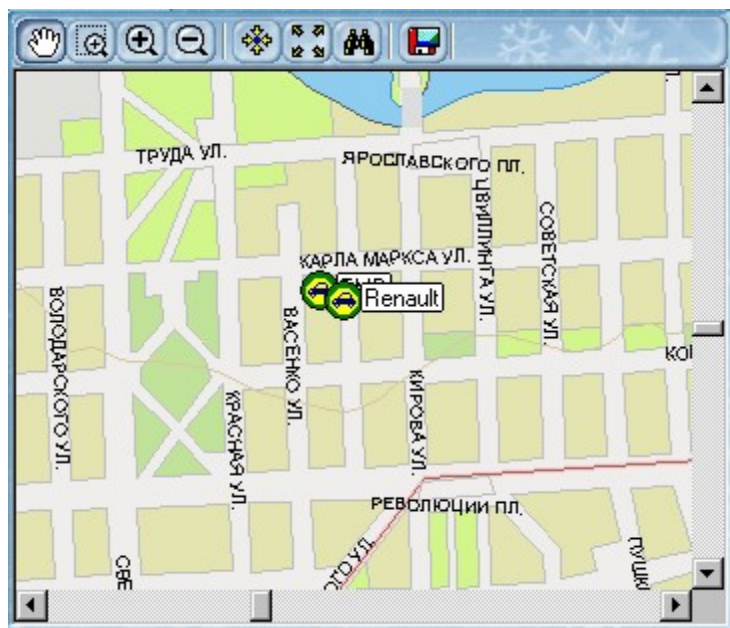 ТРУДА УЛ.
ЯРОСЛАВСКОГО ПЛ.
ЦВИЛЛИНГА УЛ.
СОВЕТСКАЯ УЛ.
КАРЛА МАРКСА УЛ.
Renault
ВОЛОДАРСКОГО УЛ.
ВАСЕНКО УЛ.
КРАСНАЯ УЛ.
КИРОВА УЛ.
РЕВОЛЮЦИИ ПЛ.